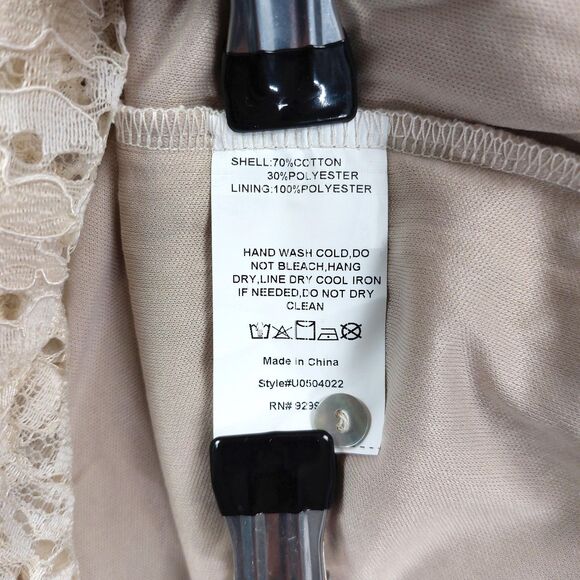 SHELL:70%COTTON
30%POLYESTER
LINING:100%POLYESTER
HAND WASH COLD,DO
NOT BLEACH,HANG
DRY,LINE DRY COOL IRON
IF NEEDED,DO NOT DRY
CLEAN
Made in China
Style#U0504022
RN#